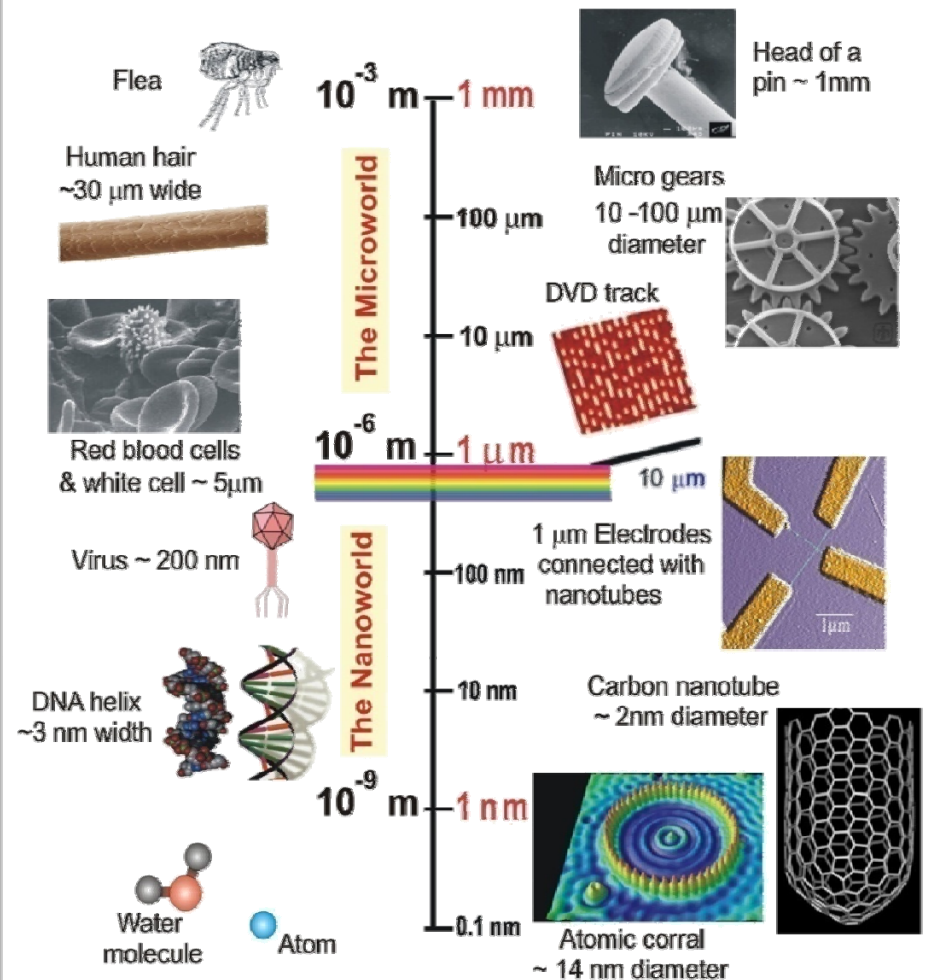 Flea
10-3 m
1 mm
Head of a
pin ~ 1mm
Human hair
~30 μm wide
The Microworld
100 μm
Micro gears
10 -100 μm
diameter
DVD track
10 μm
10-6 m
1 μm
10 μm
Red blood cells
& white cell ~ 5μm
Virus ~ 200 nm
The Nanoworld
100 nm
1 μm Electrodes
connected with
nanotubes
1μm
DNA helix
~3 nm width
10 nm
Carbon nanotube
~ 2nm diameter
10-9 m
1 nm
Water
molecule
Atom
0.1 nm
Atomic corral
~ 14 nm diameter